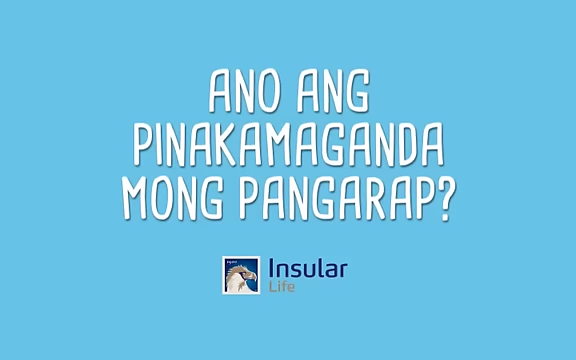 ANO ANG
PINAKAMAGANDA
MONG PANGARAP?
Insular
Life